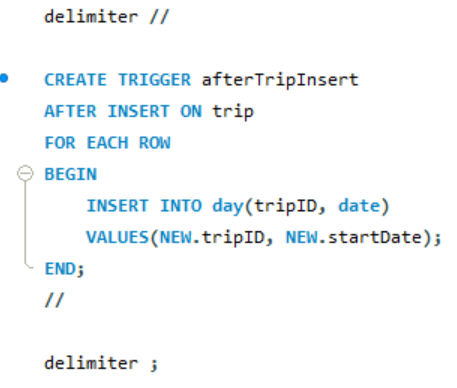 delimiter //
CREATE TRIGGER afterTripInsert
AFTER INSERT ON trip
FOR EACH ROW
BEGIN
INSERT INTO day(tripID, date)
VALUES(NEW.tripID, NEW.startDate);
END;
//
delimiter ;